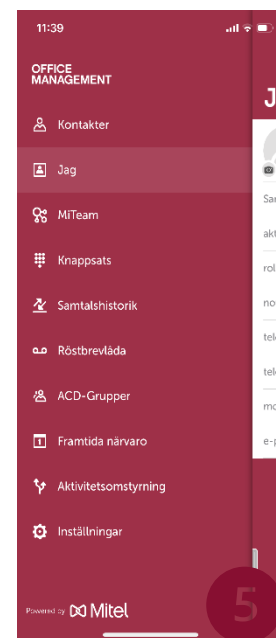 11:39
OFFICE
MANAGEMENT
J
Kontakter
Jag
MiTeam
Knappsats
Samtalshistorik
Röstbrevlåda
ACD-Grupper
1
Framtida närvaro
Aktivitetsomstyrning
Inställningar
Powered by Mitel
5